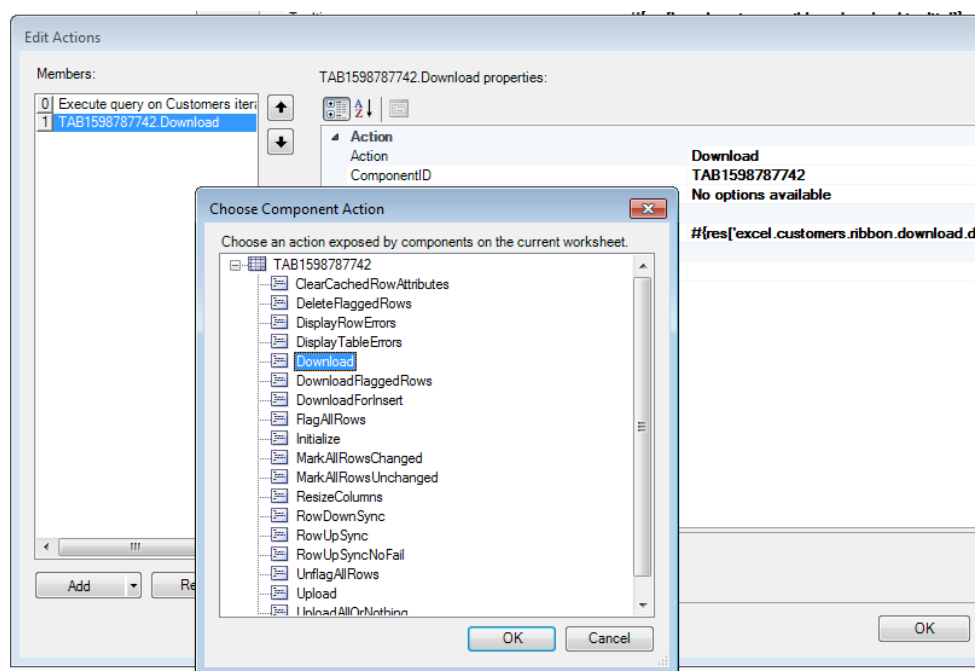 Edit Actions
Members:
TAB1598787742.Download properties:
0 Execute query on Customers itera
1 TAB1598787742.Download
Action
Action Download
ComponentID TAB1598787742
No options available
#{res['excel.customers.ribbon.download.d
Choose Component Action
Choose an action exposed by components on the current worksheet.
TAB1598787742
ClearCachedRowAttributes
DeleteFlaggedRows
DisplayRowErrors
DisplayTableErrors
Download
DownloadFlaggedRows
DownloadForInsert
FlagAllRows
Initialize
MarkAllRowsChanged
MarkAllRowsUnchanged
ResizeColumns
RowDownSync
RowUpSync
RowUpSyncNoFail
UnflagAllRows
Upload
UploadAllOrNothing
Add
Re
OK
OK Cancel